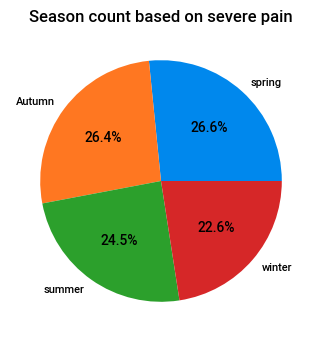 Season count based on severe pain
spring
Autumn
26.6%
26.4%
22.6%
24.5%
winter
summer